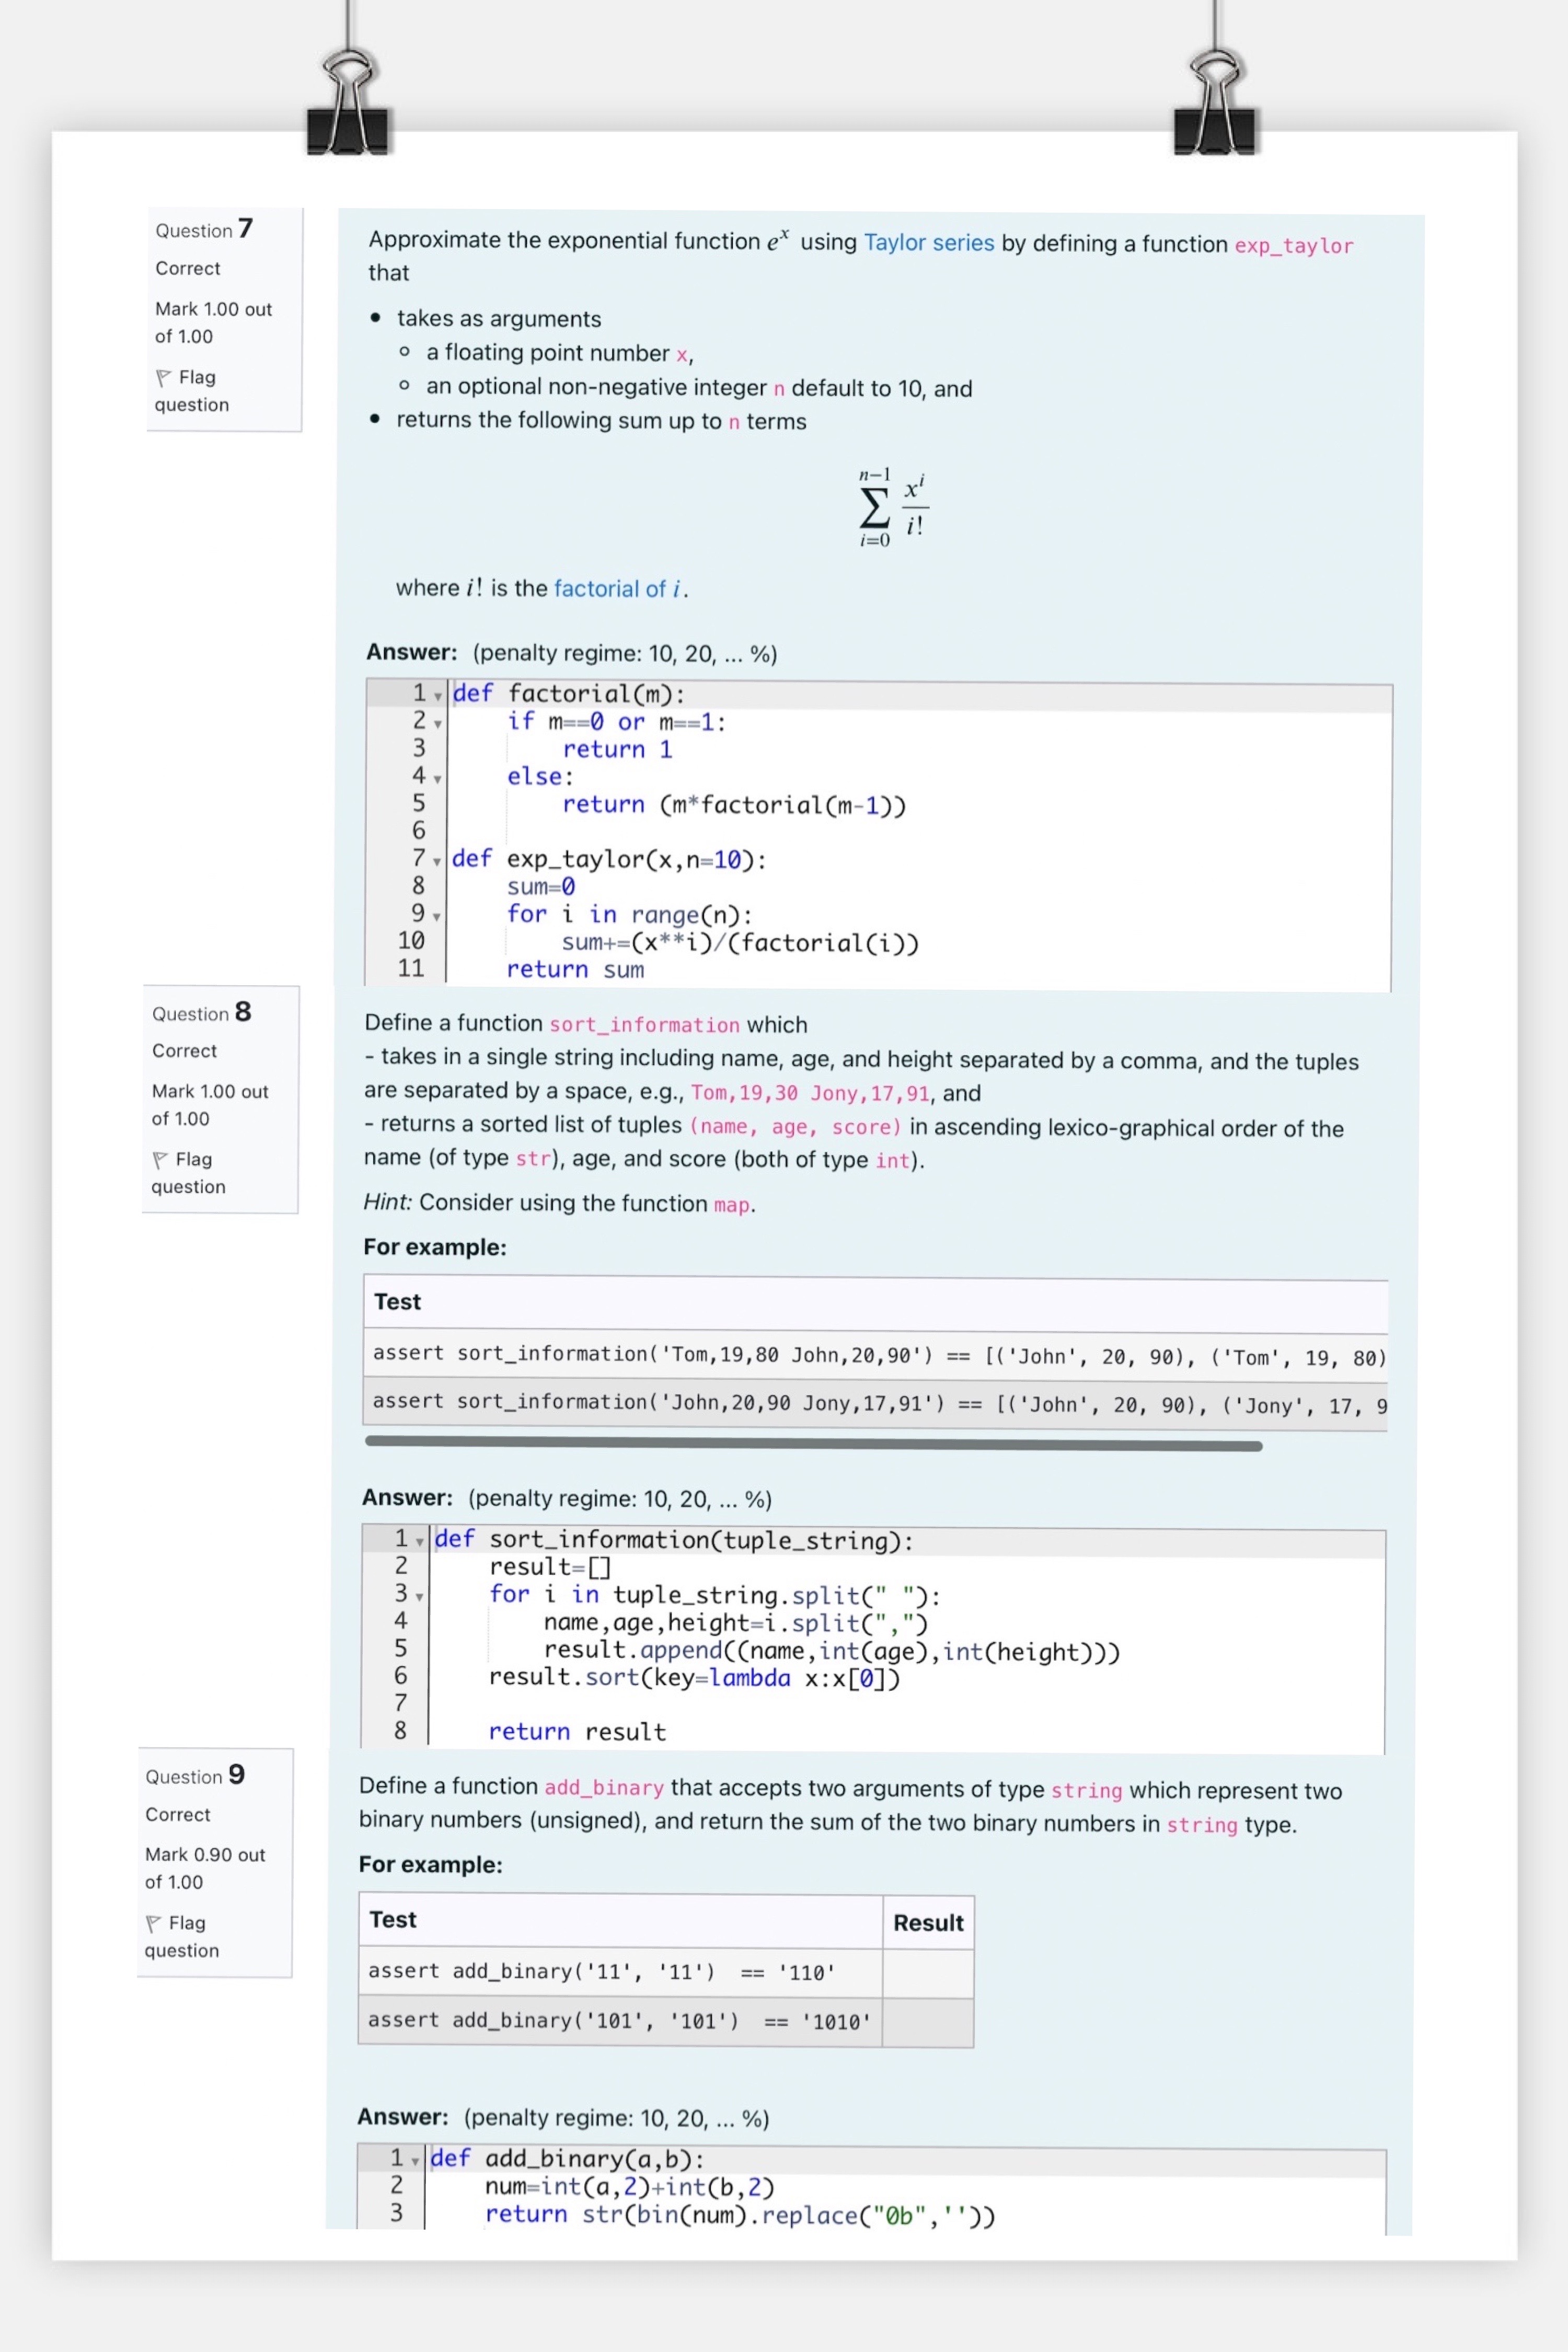 Question 7
Correct
Mark 1.00 out
of 1.00
Flag
question
Approximate the exponential function e^x using Taylor series by defining a function exp_taylor
that
• takes as arguments
◦ a floating point number x,
◦ an optional non-negative integer n default to 10, and
• returns the following sum up to n terms
n−1
∑ x^i / i!
i=0
where i! is the factorial of i.
Answer: (penalty regime: 10, 20, ... %)
1 def factorial(m):
2     if m==0 or m==1:
3         return 1
4     else:
5         return (m*factorial(m-1))
6
7 def exp_taylor(x,n=10):
8     sum=0
9     for i in range(n):
10         sum+=(x**i)/(factorial(i))
11     return sum
Question 8
Correct
Mark 1.00 out
of 1.00
Flag
question
Define a function sort_information which
- takes in a single string including name, age, and height separated by a comma, and the tuples
are separated by a space, e.g., Tom,19,30 Jony,17,91, and
- returns a sorted list of tuples (name, age, score) in ascending lexico-graphical order of the
name (of type str), age, and score (both of type int).
Hint: Consider using the function map.
For example:
Test
assert sort_information('Tom,19,80 John,20,90') == [('John', 20, 90), ('Tom', 19, 80)
assert sort_information('John,20,90 Jony,17,91') == [('John', 20, 90), ('Jony', 17, 9
Answer: (penalty regime: 10, 20, ... %)
1 def sort_information(tuple_string):
2     result=[]
3     for i in tuple_string.split(" "):
4         name,age,height=i.split(",")
5         result.append((name,int(age),int(height)))
6     result.sort(key=lambda x:x[0])
7
8     return result
Question 9
Correct
Mark 0.90 out
of 1.00
Flag
question
Define a function add_binary that accepts two arguments of type string which represent two
binary numbers (unsigned), and return the sum of the two binary numbers in string type.
For example:
Test Result
assert add_binary('11', '11')  == '110'
assert add_binary('101', '101')  == '1010'
Answer: (penalty regime: 10, 20, ... %)
1 def add_binary(a,b):
2     num=int(a,2)+int(b,2)
3     return str(bin(num).replace("0b",''))